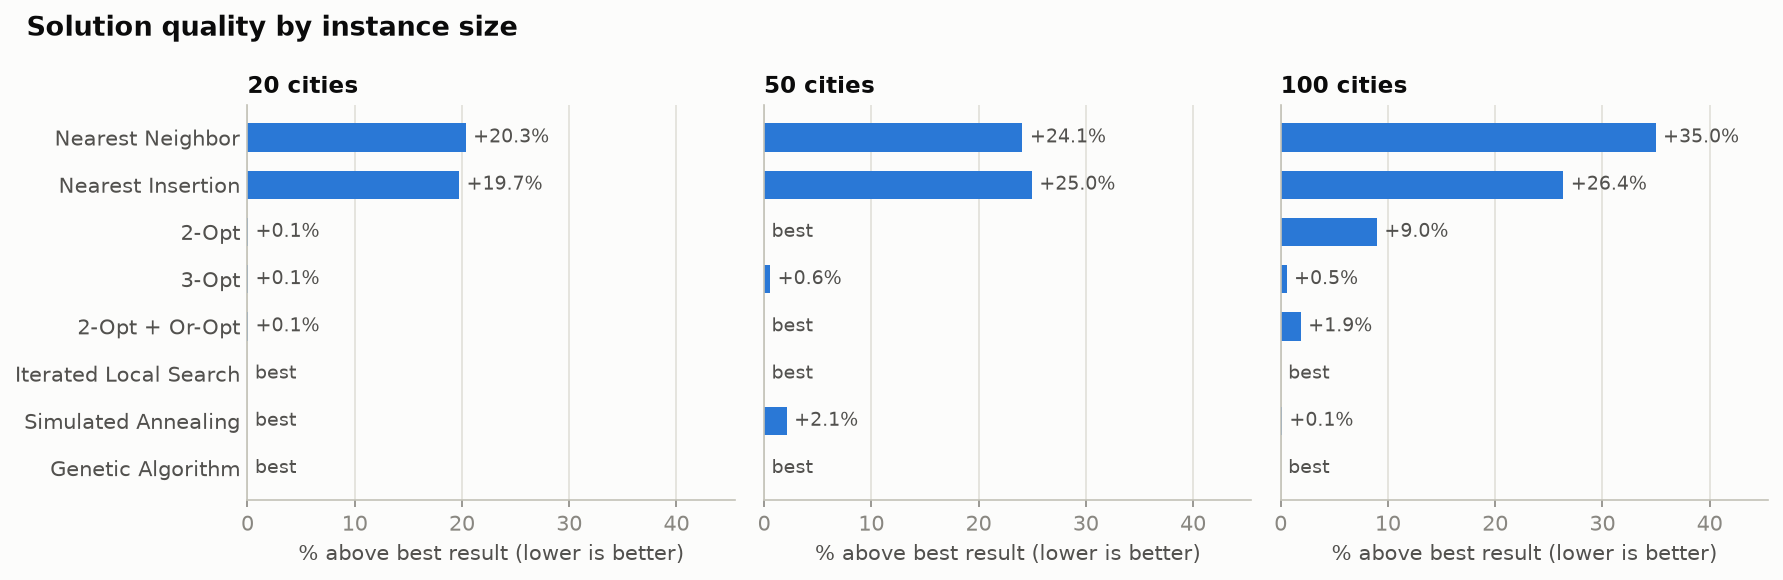 Solution quality by instance size
20 cities
50 cities
100 cities
Nearest Neighbor +20.3% +24.1% +35.0%
Nearest Insertion +19.7% +25.0% +26.4%
2-Opt +0.1% best +9.0%
3-Opt +0.1% +0.6% +0.5%
2-Opt + Or-Opt +0.1% best +1.9%
Iterated Local Search best best best
Simulated Annealing best +2.1% +0.1%
Genetic Algorithm best best best
0 10 20 30 40 0 10 20 30 40 0 10 20 30 40
% above best result (lower is better)
% above best result (lower is better)
% above best result (lower is better)